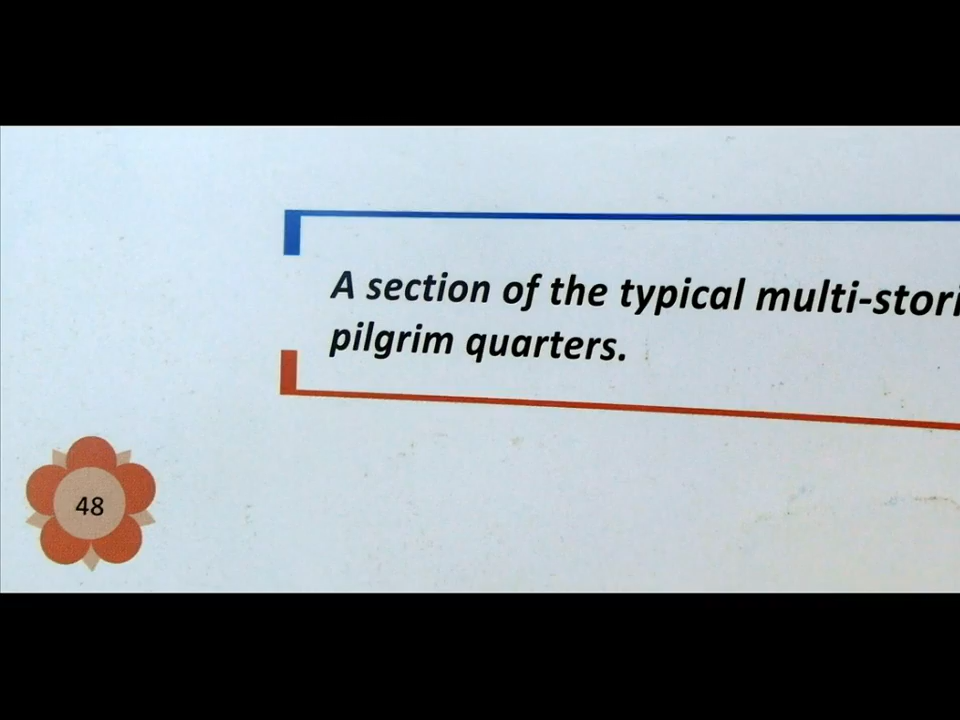 A section of the typical multi-stori
pilgrim quarters.
48